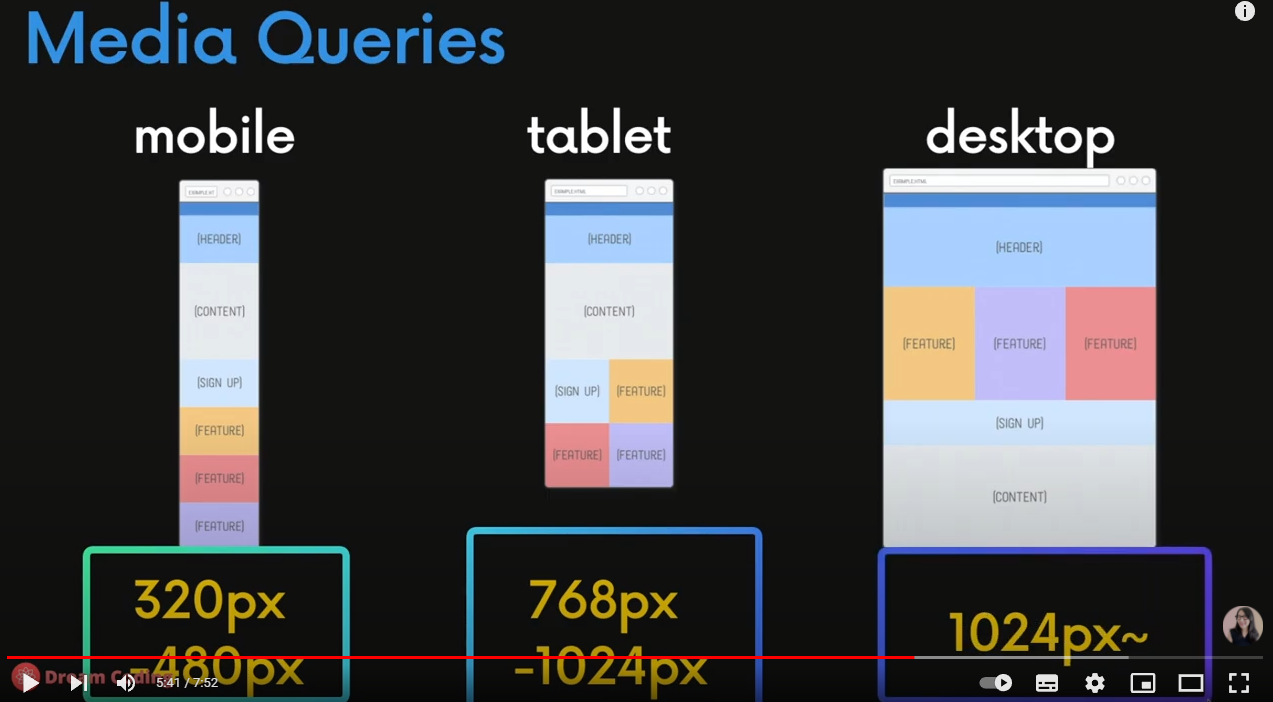 Media Queries
mobile
tablet
desktop
EXAMPLE.HT
(HEADER)
(CONTENT)
(SIGN UP)
(FEATURE)
(FEATURE)
(FEATURE)
EXAMPLE.HTML
(HEADER)
(CONTENT)
(SIGN UP) (FEATURE)
(FEATURE) (FEATURE)
EXAMPLE.HTML
(HEADER)
(FEATURE) (FEATURE) (FEATURE)
(SIGN UP)
(CONTENT)
320px
-480px
768px
-1024px
1024px~
Dream Coding
5:41 / 7:52